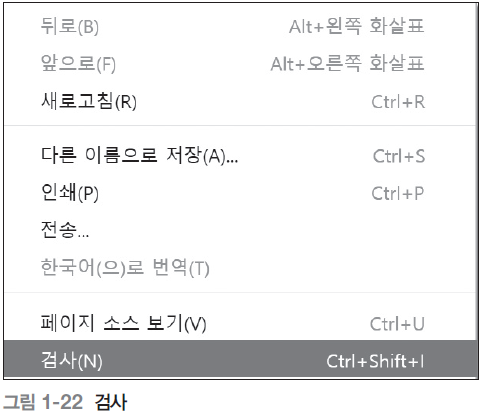 뒤로(B) Alt+왼쪽 화살표
앞으로(F) Alt+오른쪽 화살표
새로고침(R) Ctrl+R
다른 이름으로 저장(A)... Ctrl+S
인쇄(P) Ctrl+P
전송...
한국어(으)로 번역(T)
페이지 소스 보기(V) Ctrl+U
검사(N) Ctrl+Shift+I
그림 1-22 검사